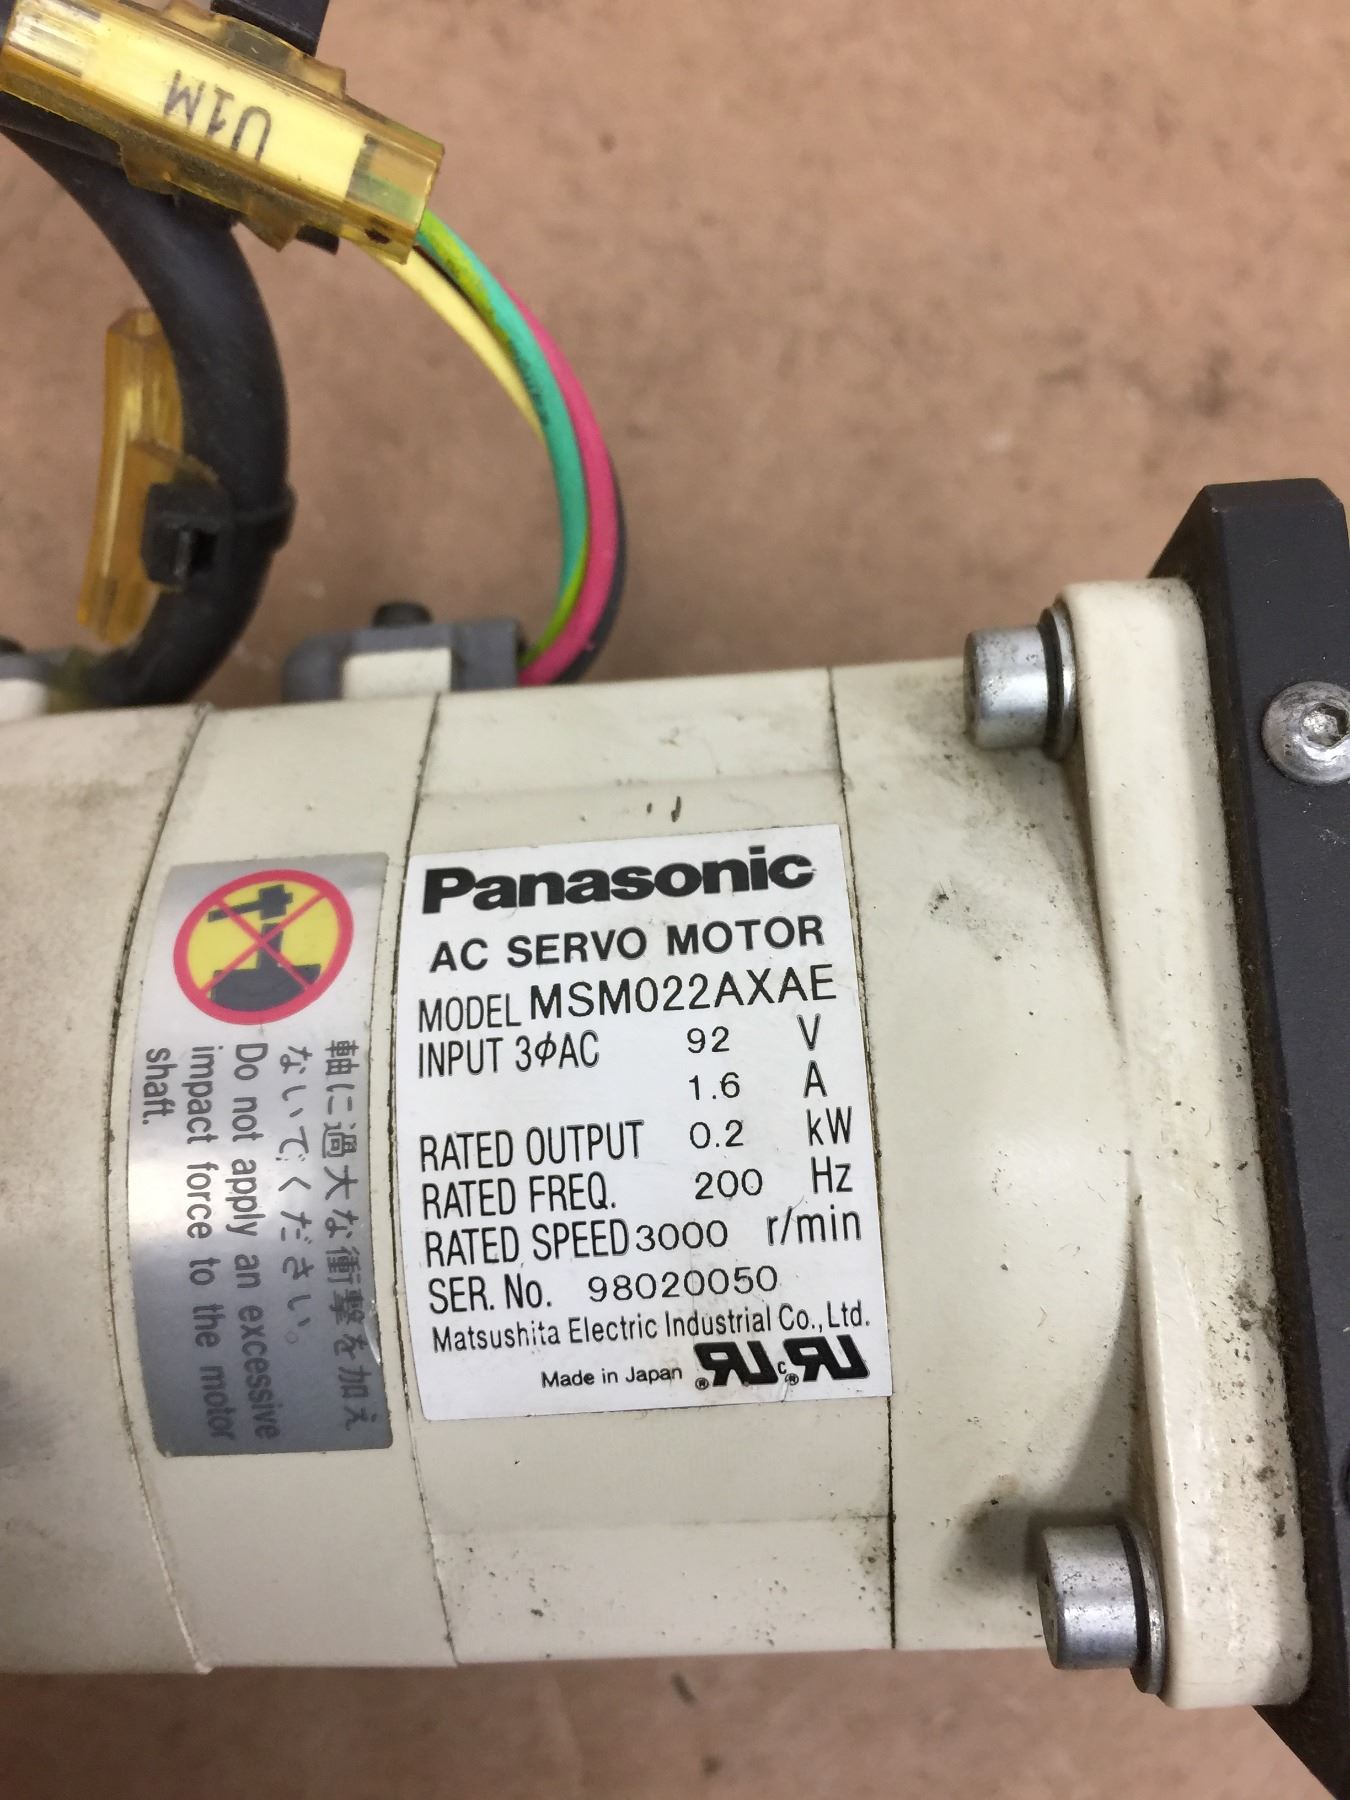 U1M
Panasonic
AC SERVO MOTOR
MODEL MSM022AXAE
INPUT 3ϕAC 92 V
1.6 A
RATED OUTPUT 0.2 kW
RATED FREQ. 200 Hz
RATED SPEED 3000 r/min
SER. No. 98020050
Matsushita Electric Industrial Co., Ltd.
Made in Japan RU® c RU®
軸に過大な衝撃を加え
ないでください。
Do not apply an excessive
impact force to the motor
shaft.